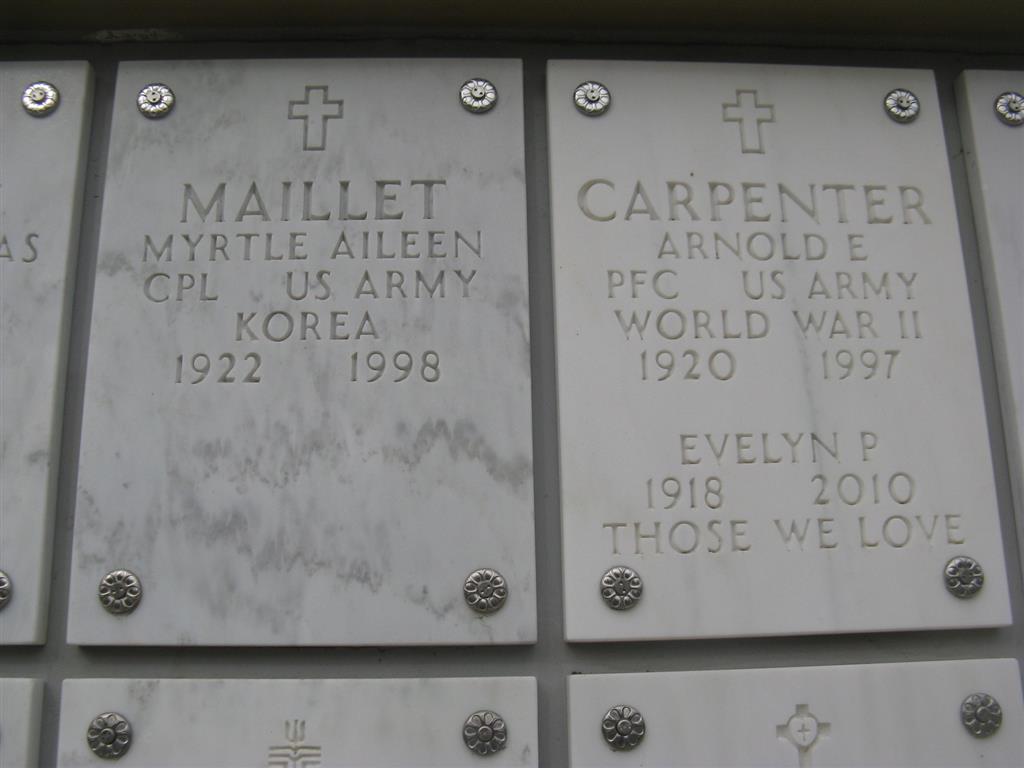 AS
MAILLET
MYRTLE AILEEN
CPL US ARMY
KOREA
1922 1998
CARPENTER
ARNOLD E
PFC US ARMY
WORLD WAR II
1920 1997
EVELYN P
1918 2010
THOSE WE LOVE